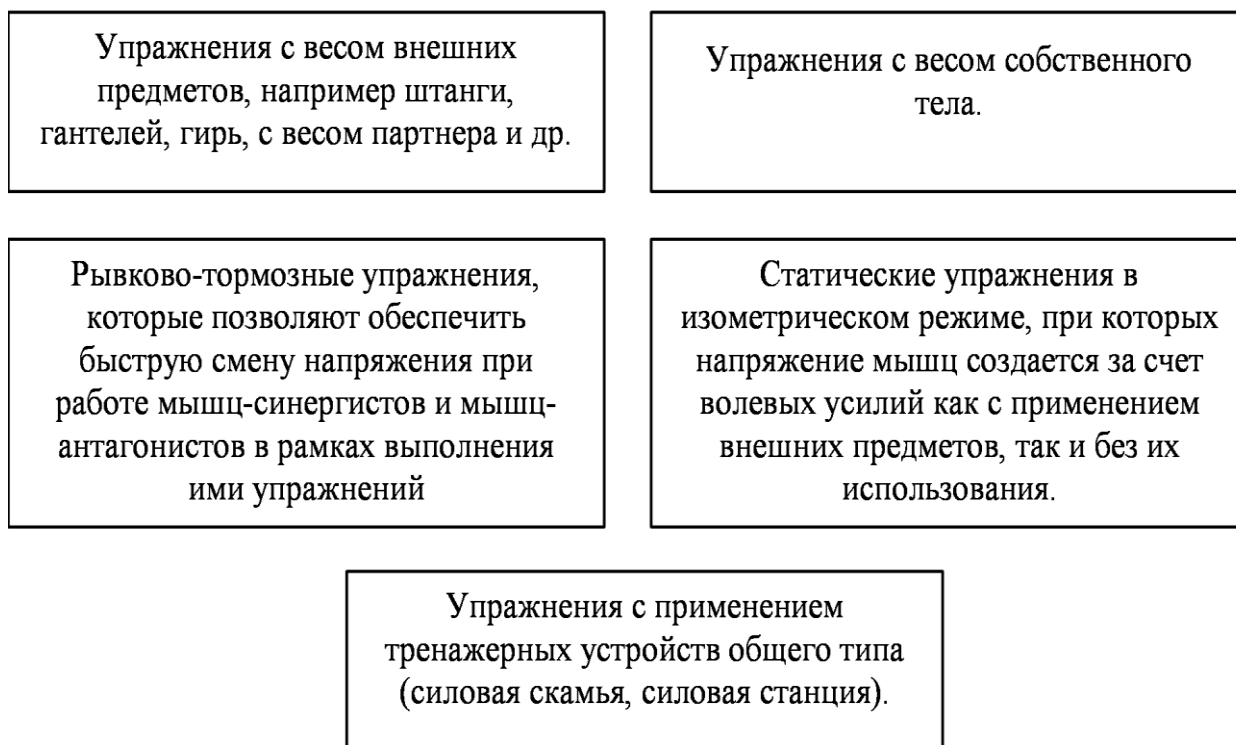 Упражнения с весом внешних
предметов, например штанги,
гантелей, гирь, с весом партнера и др.
Упражнения с весом собственного
тела.
Рывково-тормозные упражнения,
которые позволяют обеспечить
быструю смену напряжения при
работе мышц-синергистов и мышц-
антагонистов в рамках выполнения
ими упражнений
Статические упражнения в
изометрическом режиме, при которых
напряжение мышц создается за счет
волевых усилий как с применением
внешних предметов, так и без их
использования.
Упражнения с применением
тренажерных устройств общего типа
(силовая скамья, силовая станция).